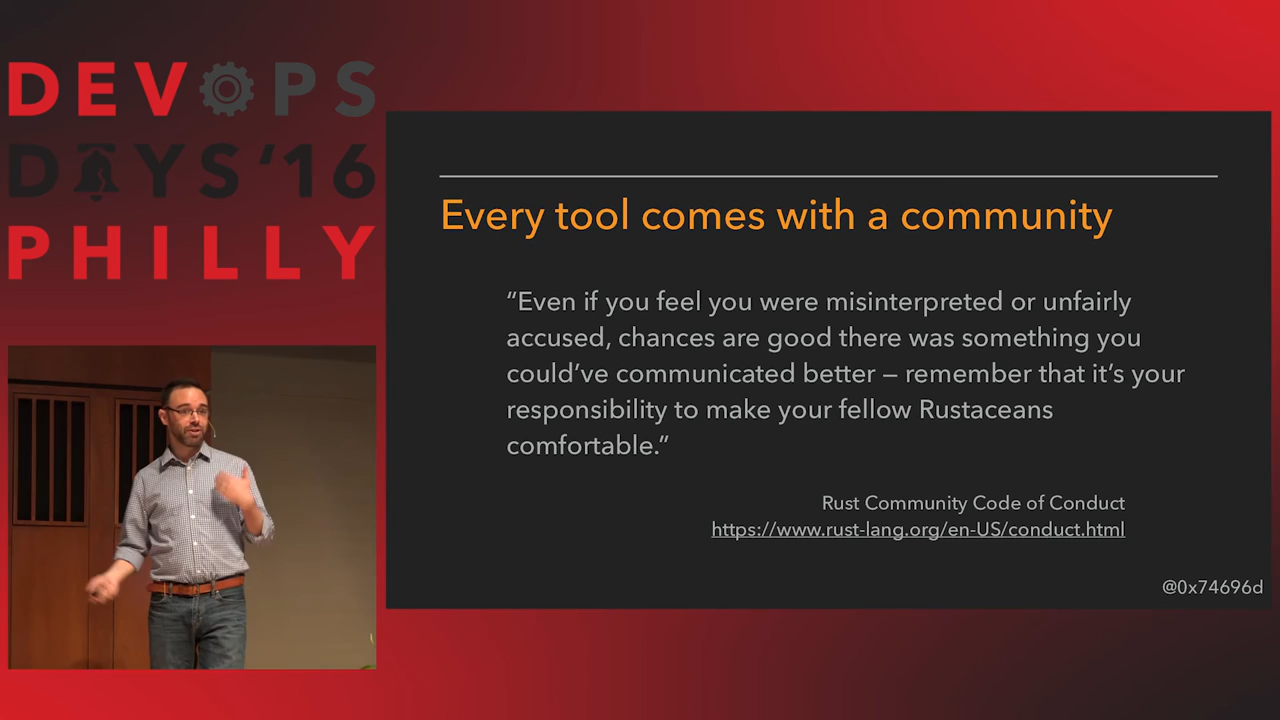 DEVOPS
DAYS '16
PHILLY
Every tool comes with a community
“Even if you feel you were misinterpreted or unfairly
accused, chances are good there was something you
could’ve communicated better – remember that it’s your
responsibility to make your fellow Rustaceans
comfortable.”
Rust Community Code of Conduct
https://www.rust-lang.org/en-US/conduct.html
@0x74696d